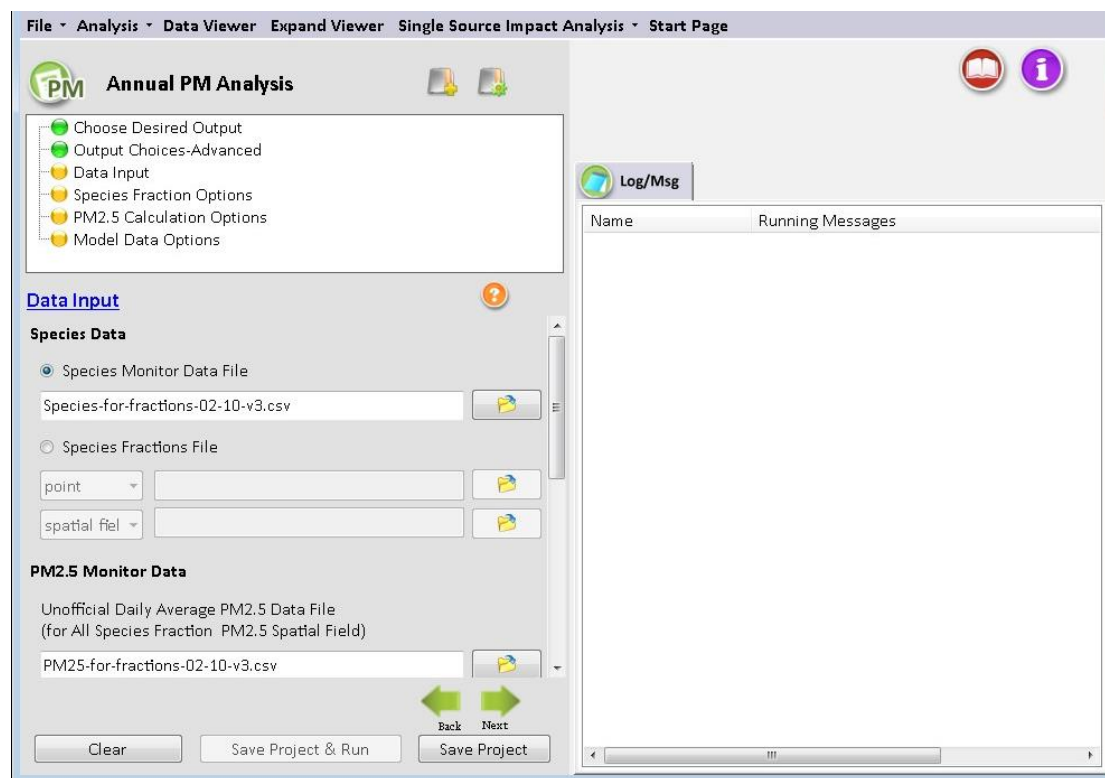 File Analysis Data Viewer Expand Viewer Single Source Impact Analysis Start Page
PM Annual PM Analysis
Choose Desired Output
Output Choices-Advanced
Data Input
Species Fraction Options
PM2.5 Calculation Options
Model Data Options
Data Input
?
Species Data
Species Monitor Data File
Species-for-fractions-02-10-v3.csv
Species Fractions File
point
spatial fiel
PM2.5 Monitor Data
Unofficial Daily Average PM2.5 Data File
(for All Species Fraction PM2.5 Spatial Field)
PM25-for-fractions-02-10-v3.csv
Back Next
Clear Save Project & Run Save Project
i
Log/Msg
Name Running Messages